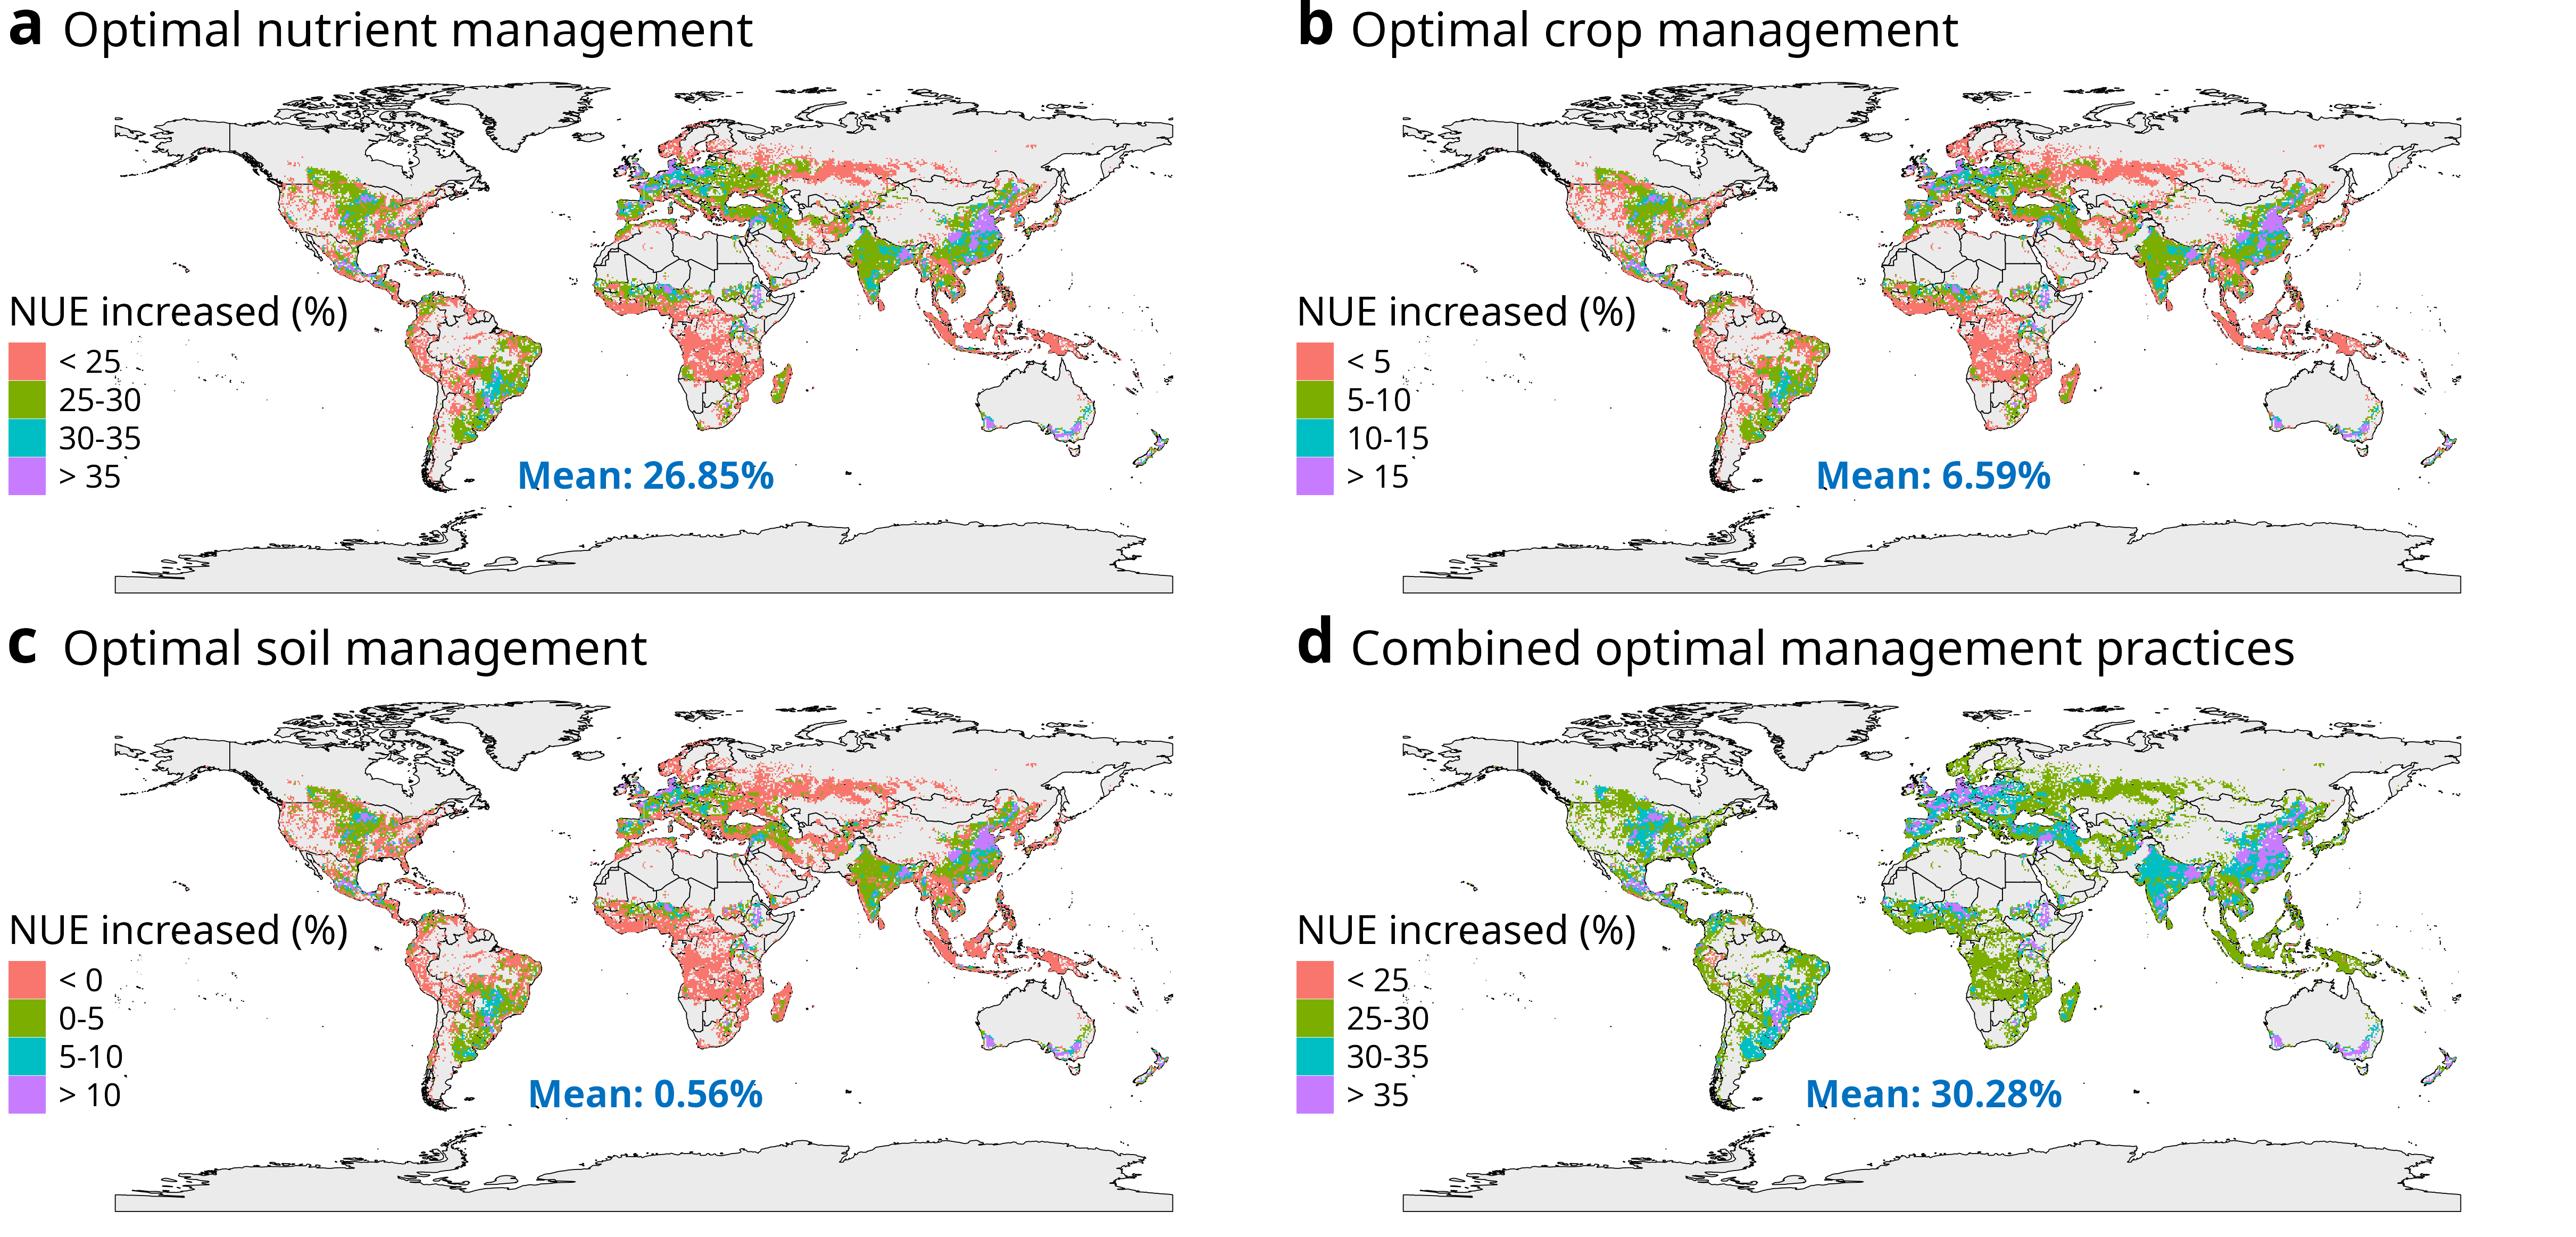 a Optimal nutrient management
NUE increased (%)
< 25
25-30
30-35
> 35
Mean: 26.85%
b Optimal crop management
NUE increased (%)
< 5
5-10
10-15
> 15
Mean: 6.59%
c Optimal soil management
NUE increased (%)
< 0
0-5
5-10
> 10
Mean: 0.56%
d Combined optimal management practices
NUE increased (%)
< 25
25-30
30-35
> 35
Mean: 30.28%